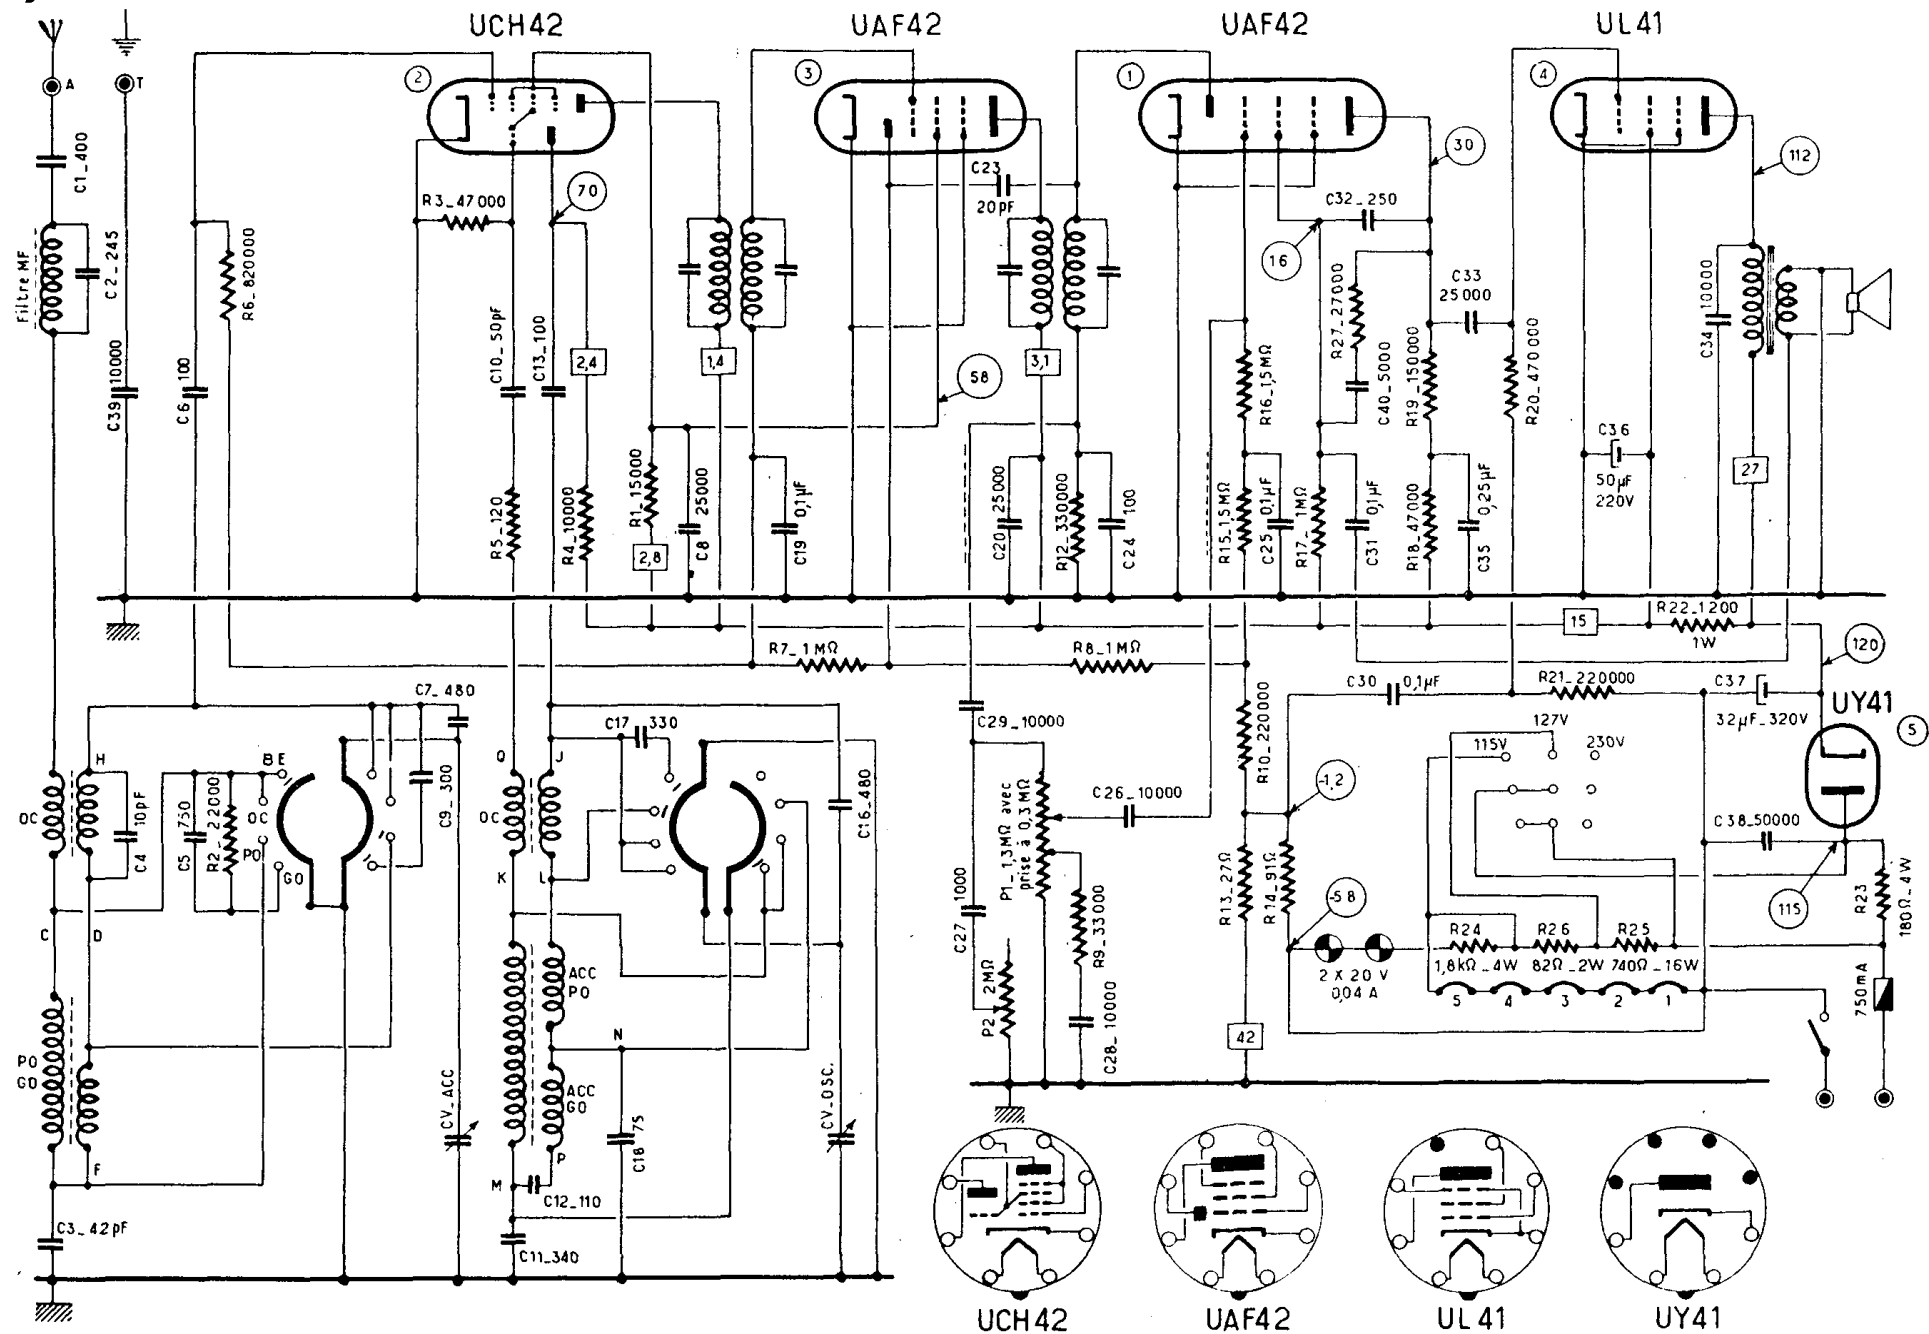 UCH42
UAF42
UAF42
UL41
A
T
2
3
1
4
C1_400
Filtre MF
C2_245
C39 10000
C6 100
R6_820000
R3_47000
70
C10_50pF
C13_100
2,4
1,4
C23
20pF
58
3,1
C32_250
30
16
R27_27000
C33
25000
C40_5000
R16_1,5MΩ
R19_150000
R20_470000
112
C34 10000
27
C36
50µF
220V
R5_120
R4_10000
R1_15000
2,8
C8 25000
C19 0,1µF
C20 25000
R12_330000
C24 100
R15_1,5MΩ
C25 0,1µF
R17_1MΩ
C31 0,1µF
R18_47000
C35 0,25µF
15
R22_1200
1W
R7_1MΩ
R8_1MΩ
120
C30 0,1µF
R21_220000
C37
32µF_320V
UY41
5
C7_480
C17 330
C29_10000
R10_220000
127V
115V
230V
H
BE
Q
J
OC
C4 10pF
C5 750
R2_22000
OC
PO
GO
C9_300
OC
K
L
C16_480
P1_1,3MΩ avec
prise à 0,3MΩ
C26_10000
-1,2
C38_50000
R13_27Ω
R14_91Ω
-5 8
115
R23
180Ω_4W
C
D
C27 1000
R9_33000
R24
R26
R25
1,8kΩ_4W
82Ω_2W
740Ω_16W
2 X 20 V
0,04 A
5
4
3
2
1
750mA
ACC
PO
P2 2MΩ
C28_10000
42
N
PO
GO
CV_ACC
ACC
GO
C18 75
CV_OSC.
F
M
P
C12_110
C3_42pF
C11_340
UCH42
UAF42
UL41
UY41